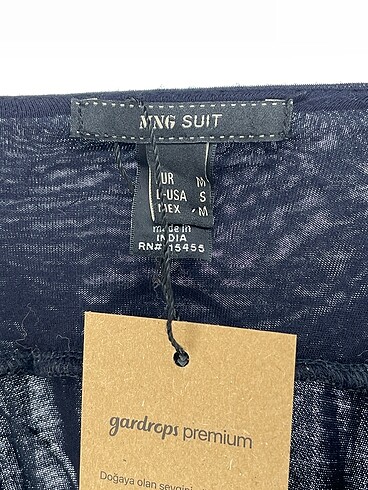 MNG SUIT
EUR M
E-USA S
MEX M
made in
INDIA
RN# 15455
gardrops premium
Doğaya olan sevgini